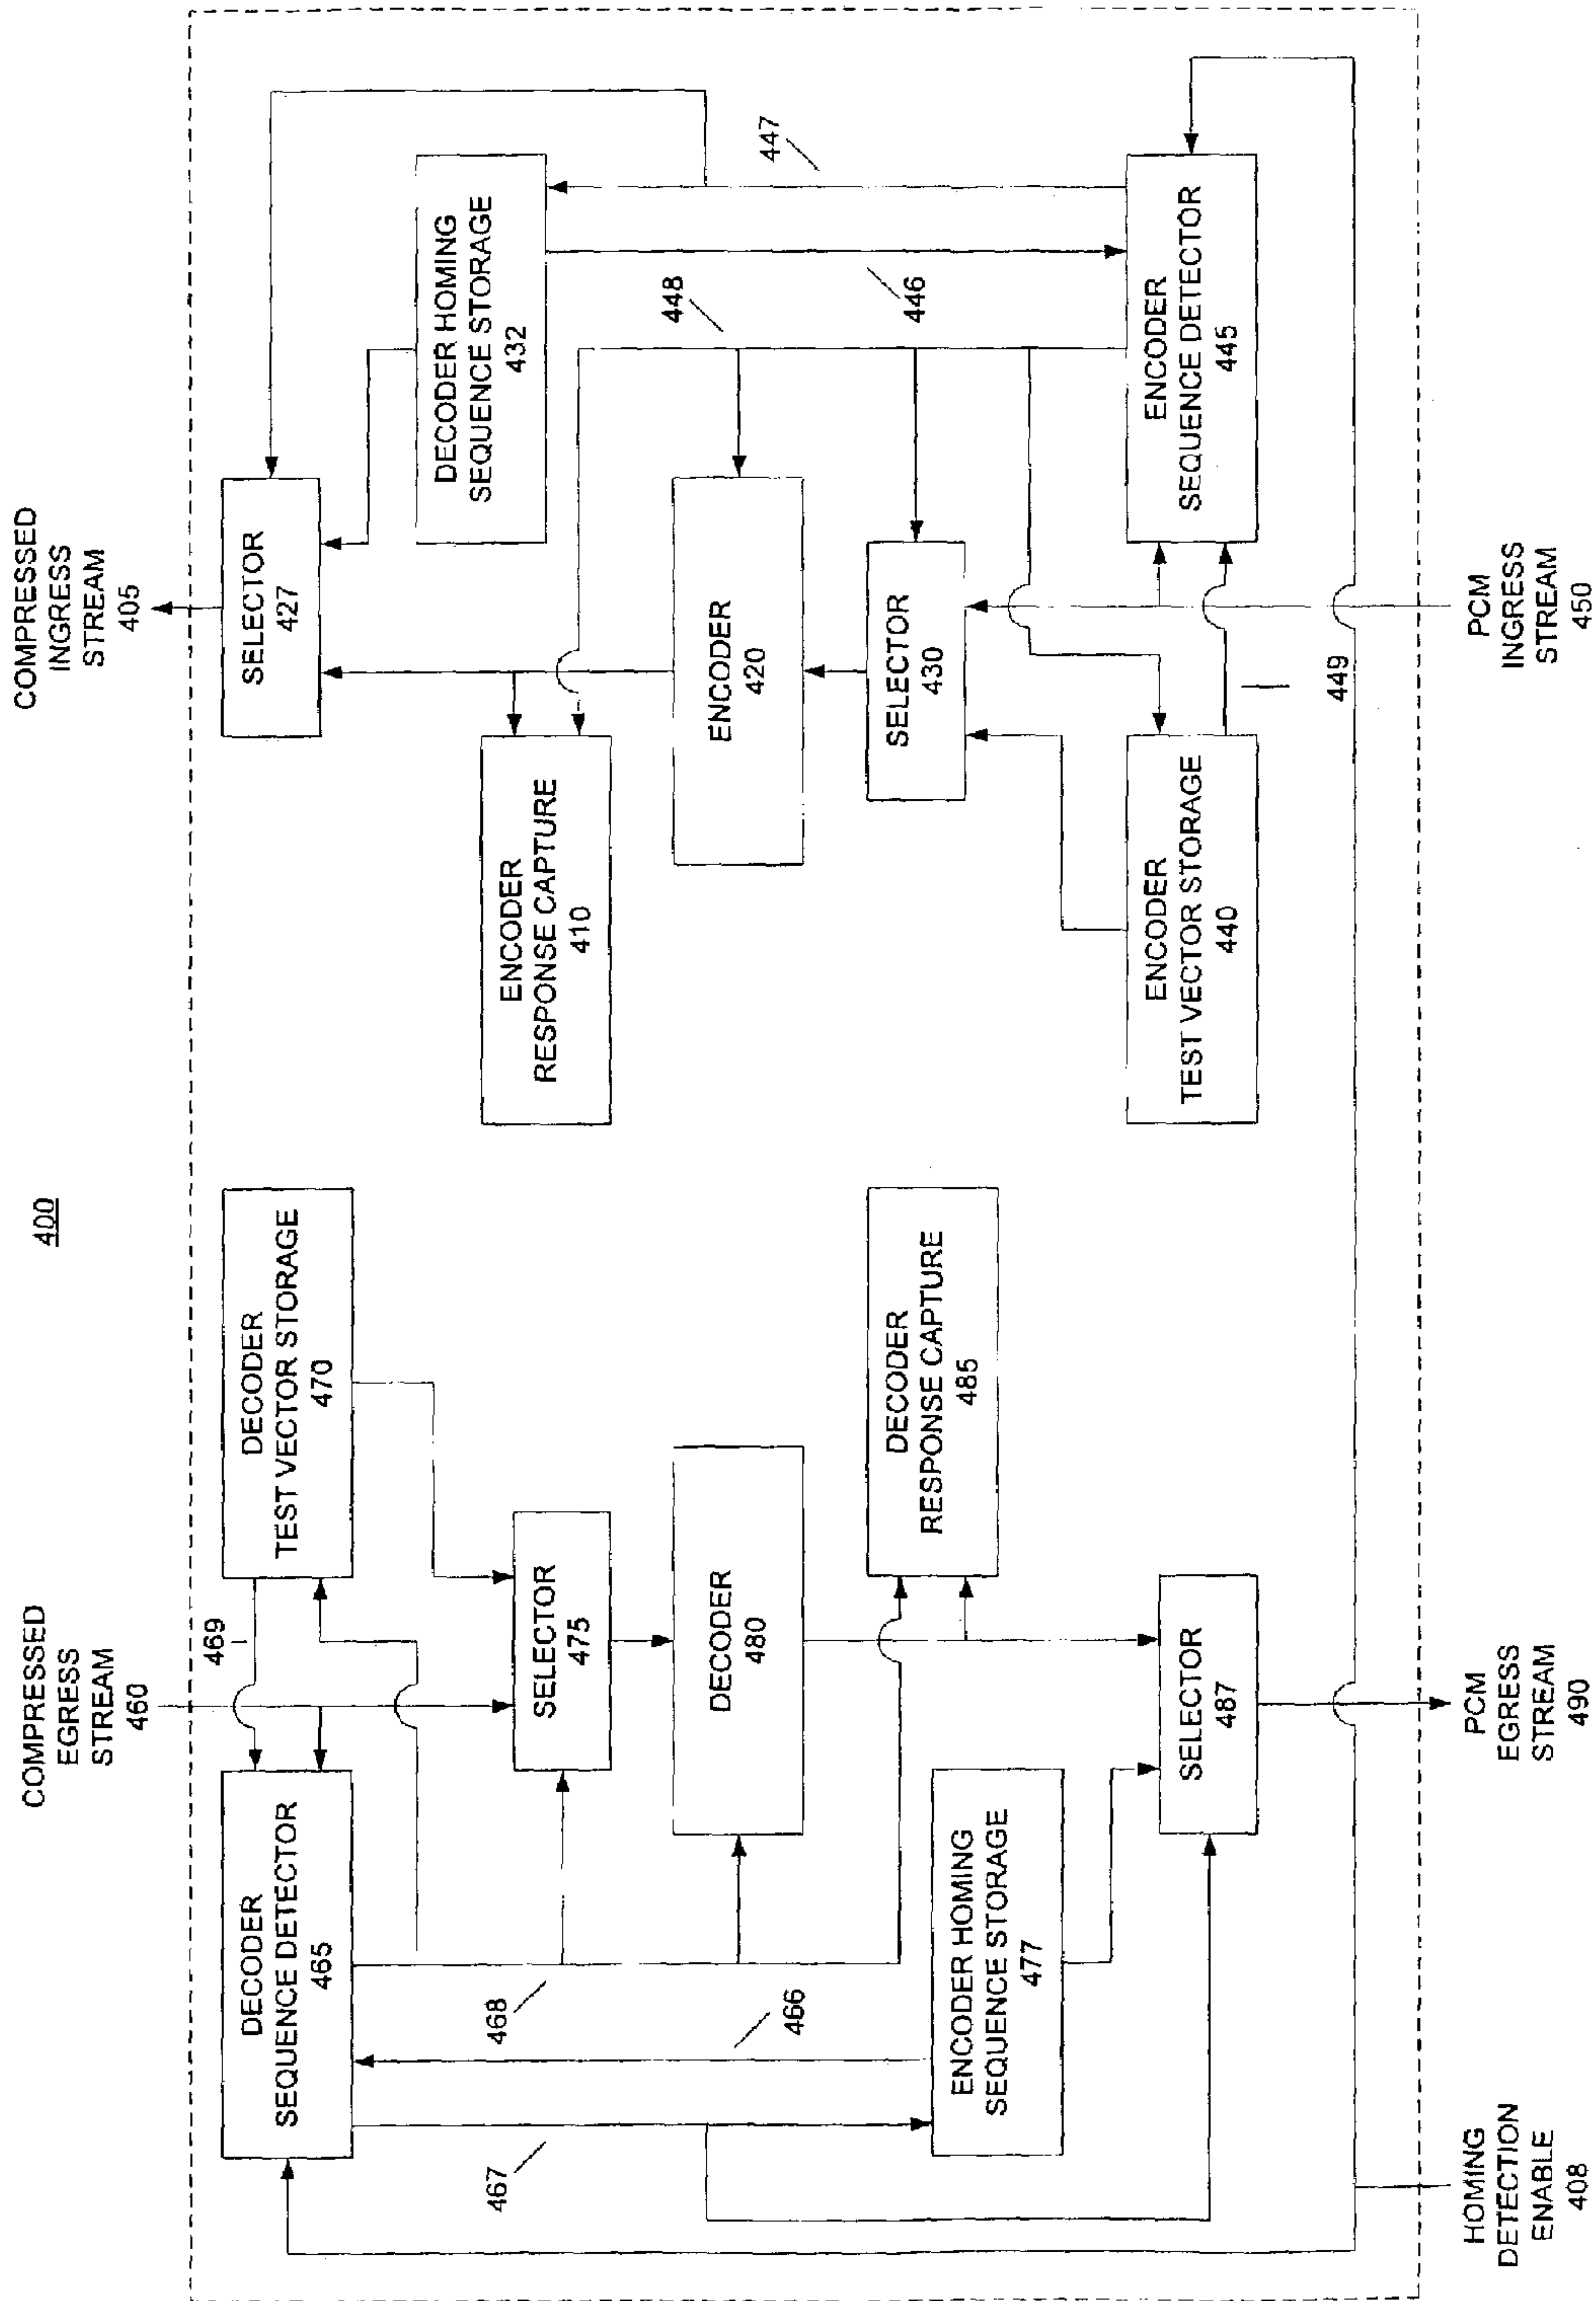 400
COMPRESSED
EGRESS
STREAM
460
COMPRESSED
INGRESS
STREAM
405
DECODER
SEQUENCE DETECTOR
465
469
DECODER
TEST VECTOR STORAGE
470
SELECTOR
427
DECODER HOMING
SEQUENCE STORAGE
432
447
468
SELECTOR
475
ENCODER
RESPONSE CAPTURE
410
448
467
466
DECODER
480
ENCODER
420
446
ENCODER HOMING
SEQUENCE STORAGE
477
DECODER
RESPONSE CAPTURE
485
SELECTOR
430
SELECTOR
487
ENCODER
TEST VECTOR STORAGE
440
ENCODER
SEQUENCE DETECTOR
445
449
HOMING
DETECTION
ENABLE
408
PCM
EGRESS
STREAM
490
PCM
INGRESS
STREAM
450